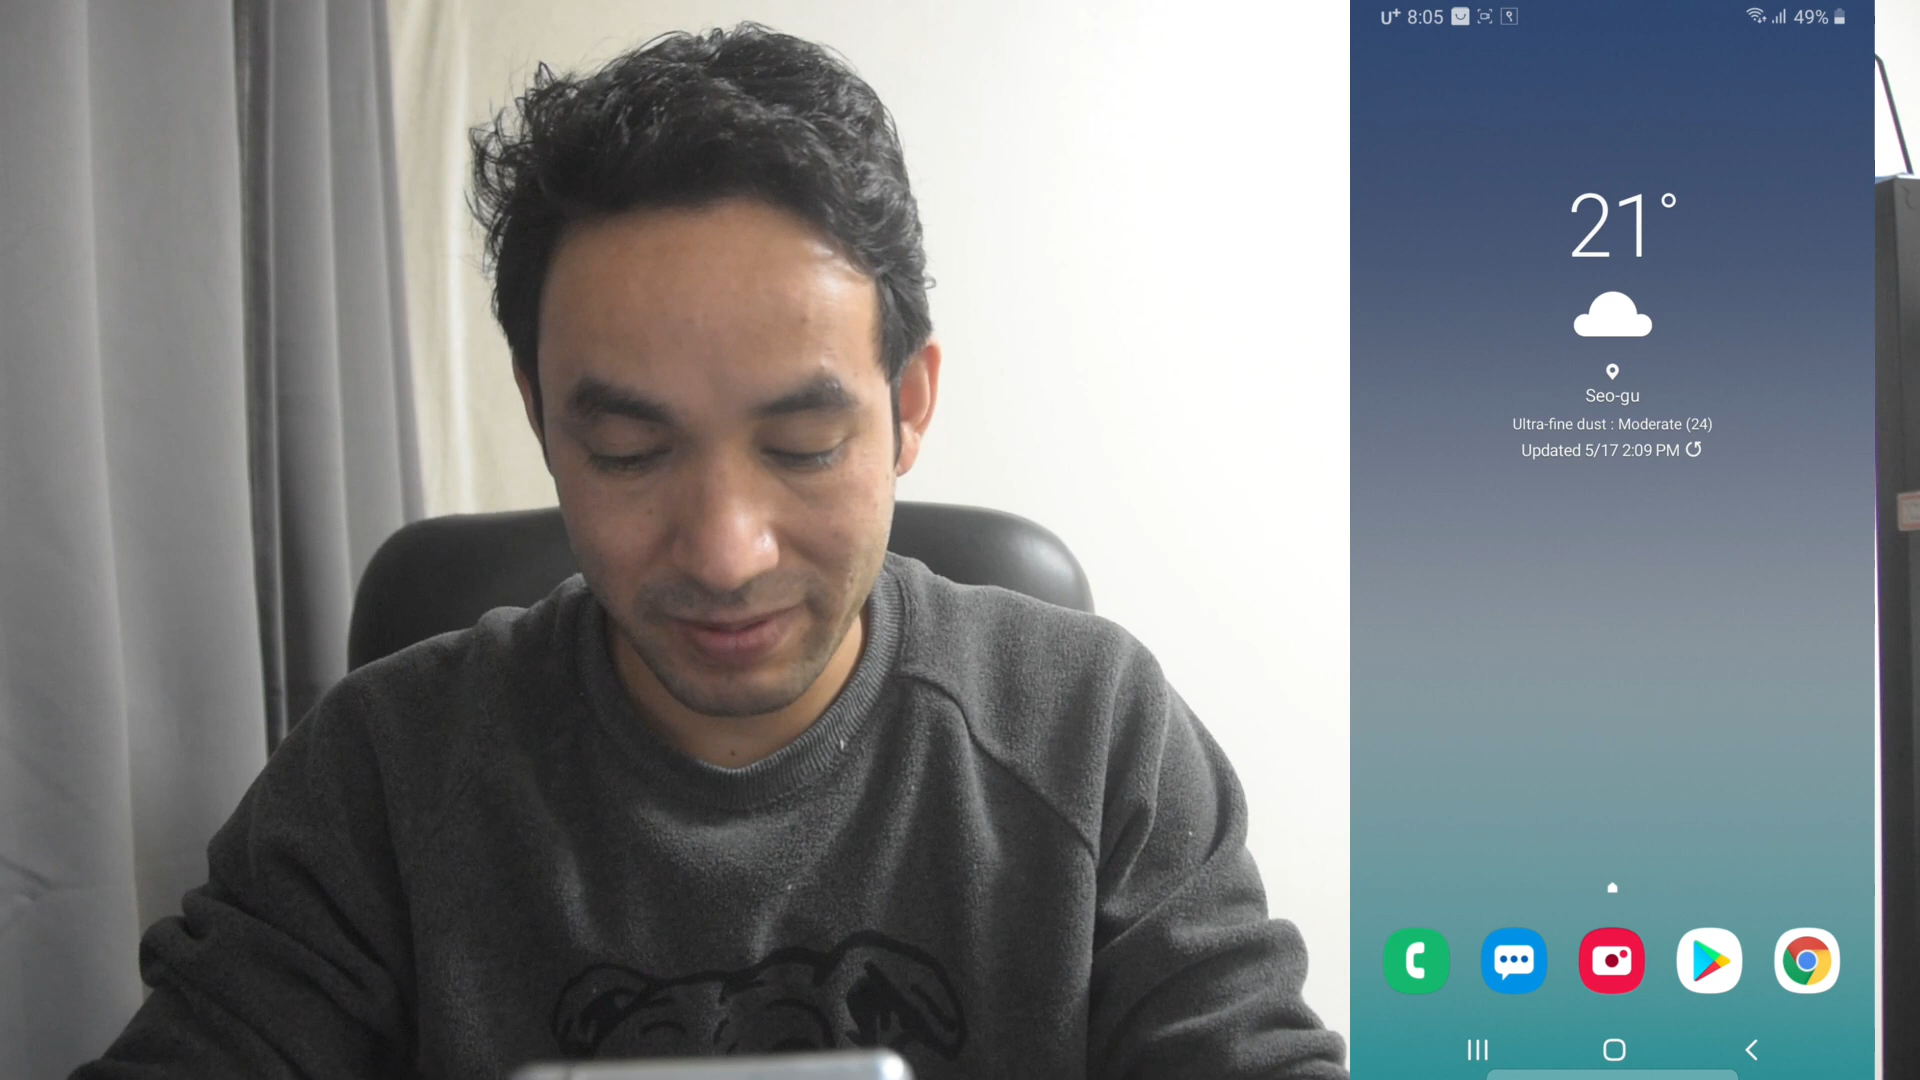 U+ 8:05 49%
21°
Seo-gu
Ultra-fine dust : Moderate (24)
Updated 5/17 2:09 PM